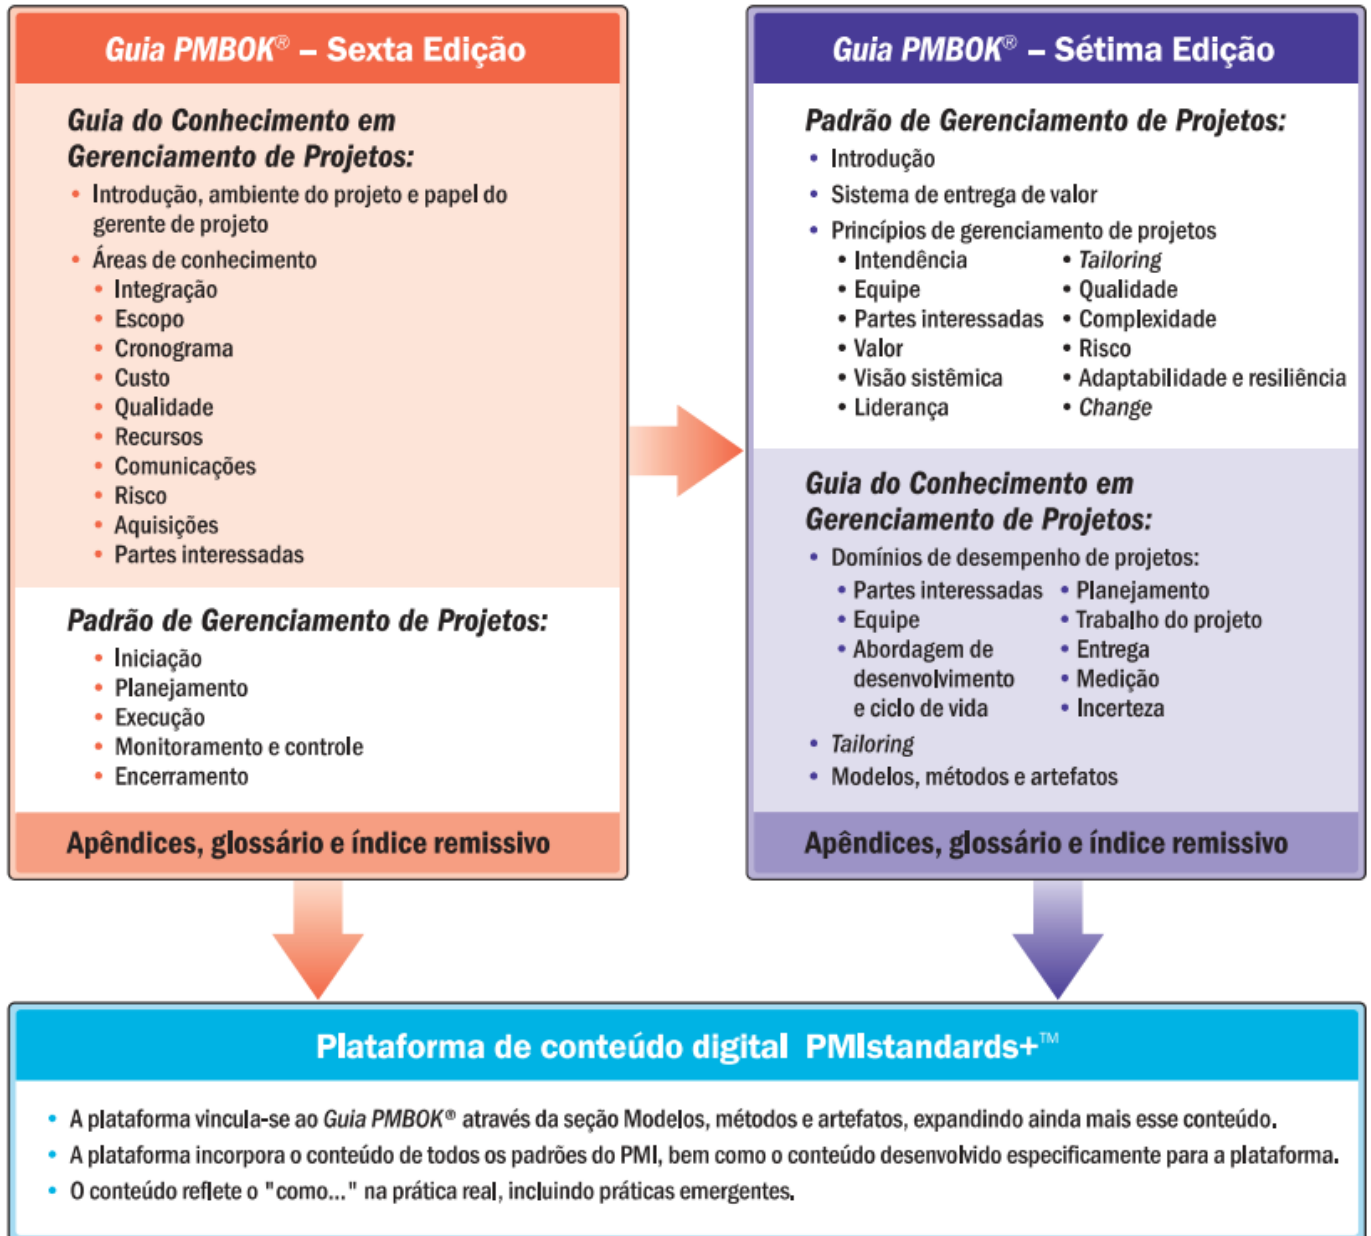 Guia PMBOK® – Sexta Edição
Guia do Conhecimento em
Gerenciamento de Projetos:
• Introdução, ambiente do projeto e papel do
gerente de projeto
• Áreas de conhecimento
• Integração
• Escopo
• Cronograma
• Custo
• Qualidade
• Recursos
• Comunicações
• Risco
• Aquisições
• Partes interessadas
Padrão de Gerenciamento de Projetos:
• Iniciação
• Planejamento
• Execução
• Monitoramento e controle
• Encerramento
Apêndices, glossário e índice remissivo
Guia PMBOK® – Sétima Edição
Padrão de Gerenciamento de Projetos:
• Introdução
• Sistema de entrega de valor
• Princípios de gerenciamento de projetos
• Intendência
• Equipe
• Partes interessadas
• Valor
• Visão sistêmica
• Liderança
• Tailoring
• Qualidade
• Complexidade
• Risco
• Adaptabilidade e resiliência
• Change
Guia do Conhecimento em
Gerenciamento de Projetos:
• Domínios de desempenho de projetos:
• Partes interessadas
• Equipe
• Abordagem de
desenvolvimento
e ciclo de vida
• Planejamento
• Trabalho do projeto
• Entrega
• Medição
• Incerteza
• Tailoring
• Modelos, métodos e artefatos
Apêndices, glossário e índice remissivo
Plataforma de conteúdo digital PMIstandards+™
• A plataforma vincula-se ao Guia PMBOK® através da seção Modelos, métodos e artefatos, expandindo ainda mais esse conteúdo.
• A plataforma incorpora o conteúdo de todos os padrões do PMI, bem como o conteúdo desenvolvido especificamente para a plataforma.
• O conteúdo reflete o "como..." na prática real, incluindo práticas emergentes.